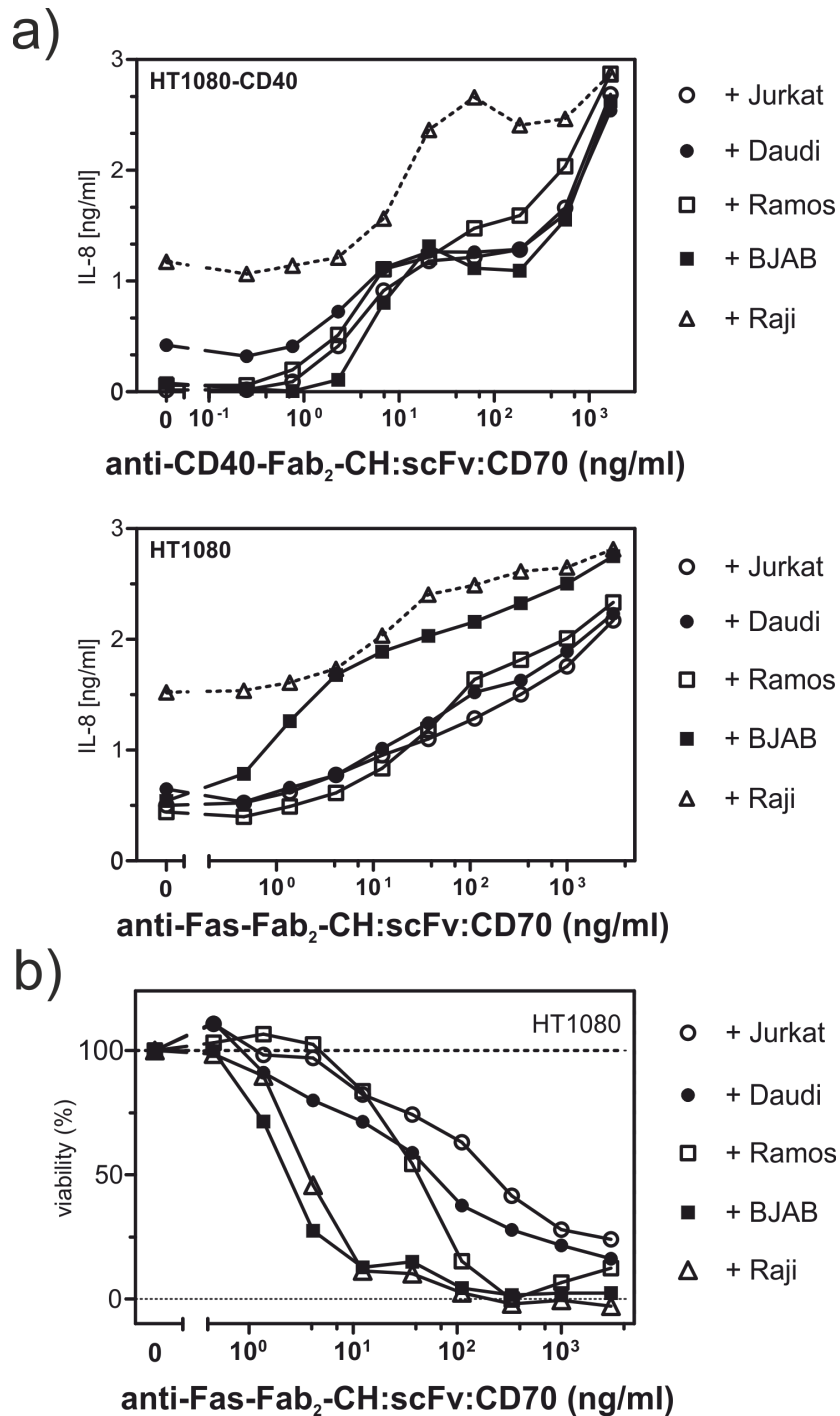 a)
HT1080-CD40
3
2
1
0
IL-8 [ng/ml]
0 10⁻¹ 10⁰ 10¹ 10² 10³
anti-CD40-Fab₂-CH:scFv:CD70 (ng/ml)
+ Jurkat
+ Daudi
+ Ramos
+ BJAB
+ Raji
HT1080
3
2
1
0
IL-8 [ng/ml]
0 10⁰ 10¹ 10² 10³
anti-Fas-Fab₂-CH:scFv:CD70 (ng/ml)
+ Jurkat
+ Daudi
+ Ramos
+ BJAB
+ Raji
b)
HT1080
100
50
0
viability (%)
0 10⁰ 10¹ 10² 10³
anti-Fas-Fab₂-CH:scFv:CD70 (ng/ml)
+ Jurkat
+ Daudi
+ Ramos
+ BJAB
+ Raji